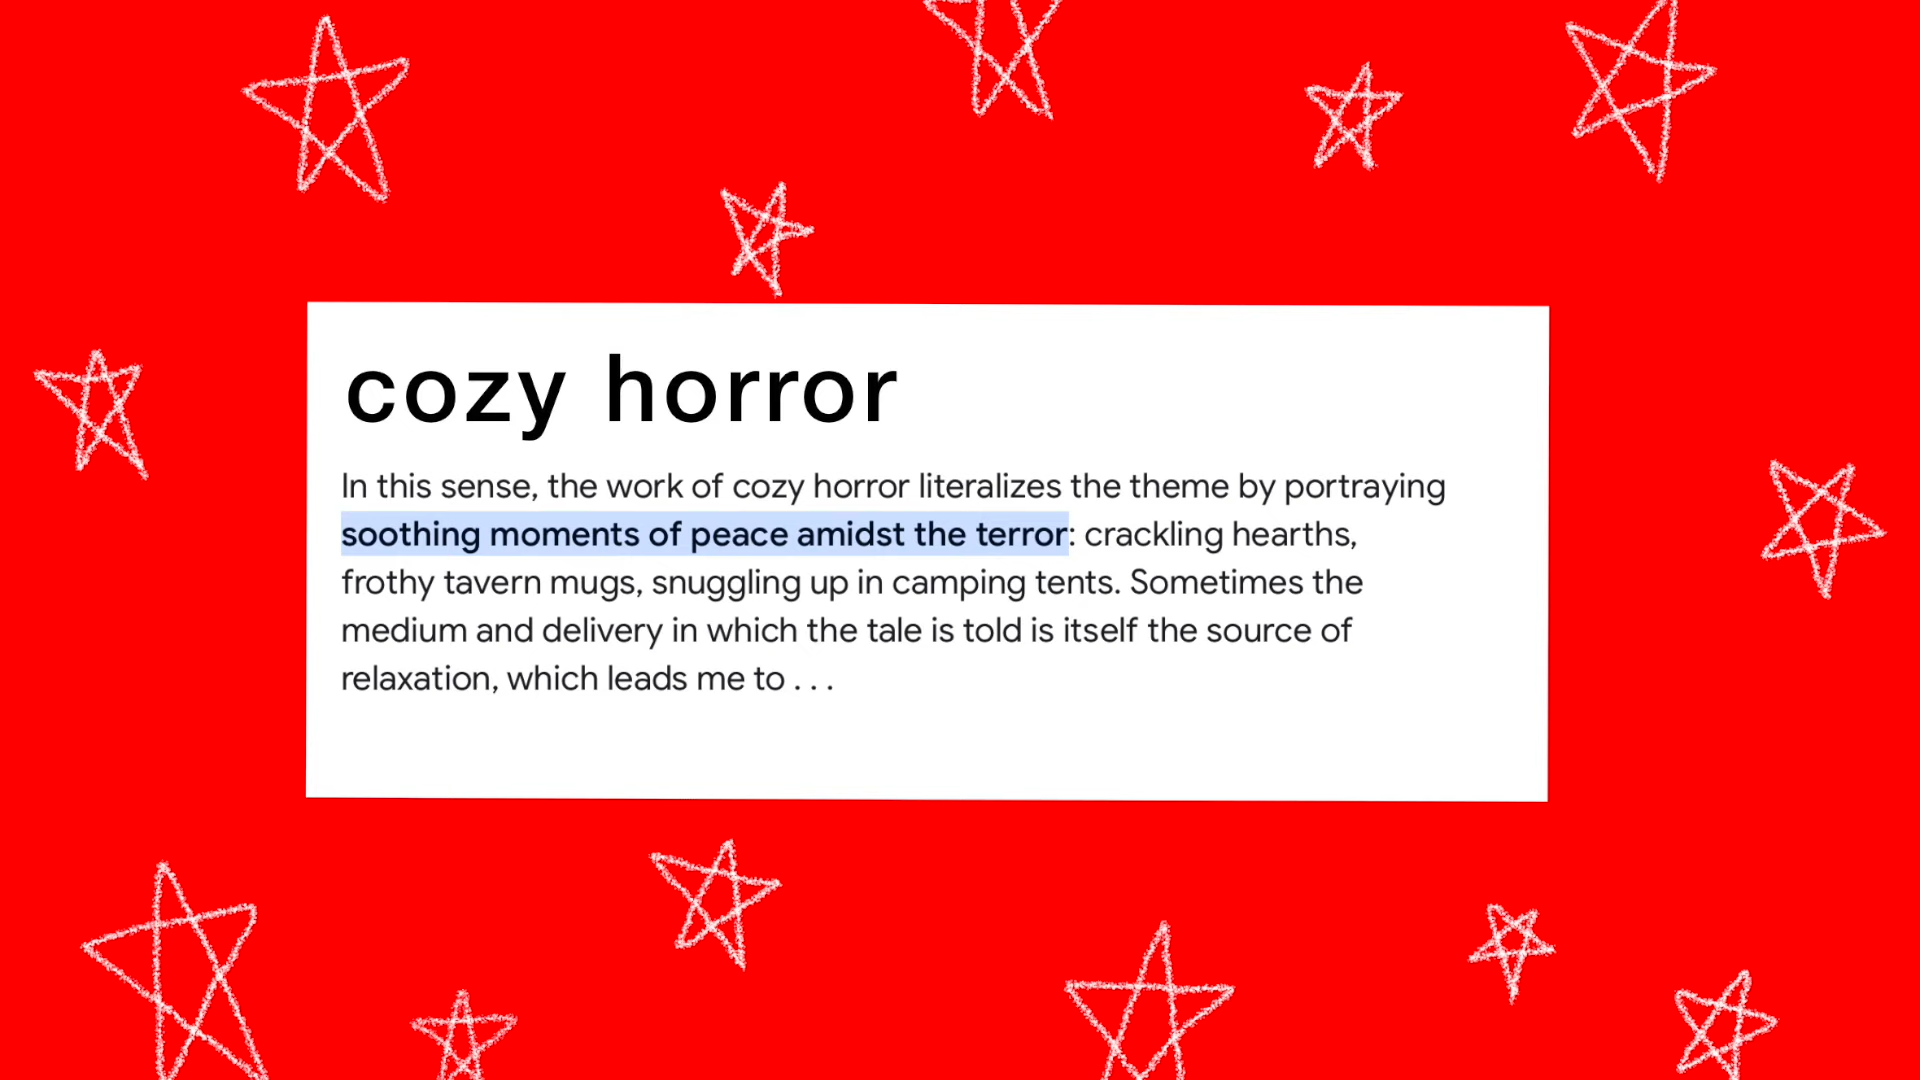 cozy horror
In this sense, the work of cozy horror literalizes the theme by portraying
soothing moments of peace amidst the terror: crackling hearths,
frothy tavern mugs, snuggling up in camping tents. Sometimes the
medium and delivery in which the tale is told is itself the source of
relaxation, which leads me to . . .